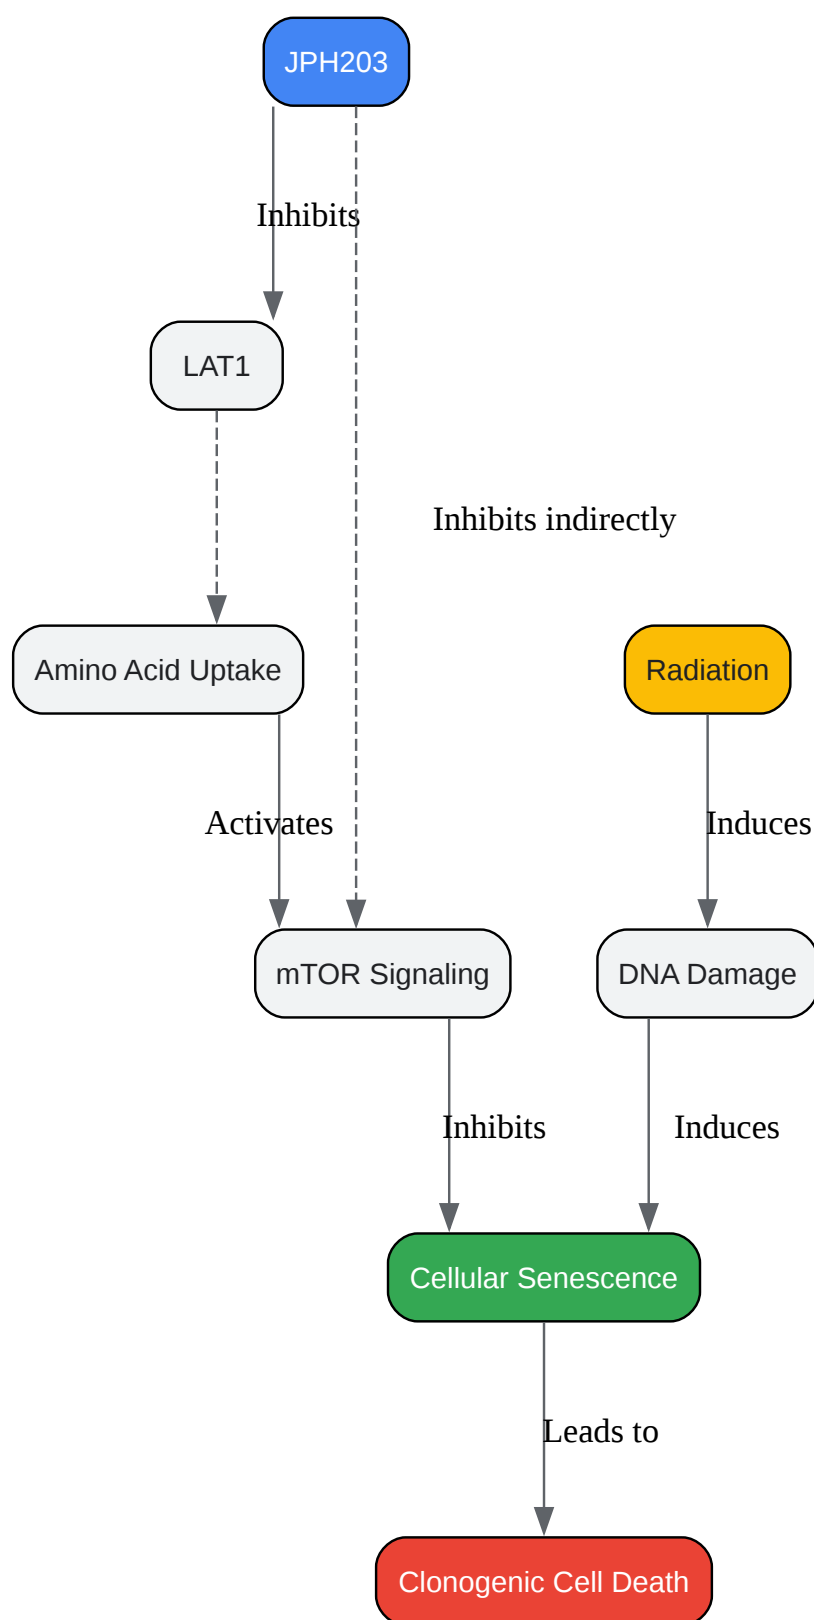 JPH203
Inhibits
LAT1
Inhibits indirectly
Amino Acid Uptake
Radiation
Activates
Induces
mTOR Signaling
DNA Damage
Inhibits
Induces
Cellular Senescence
Leads to
Clonogenic Cell Death